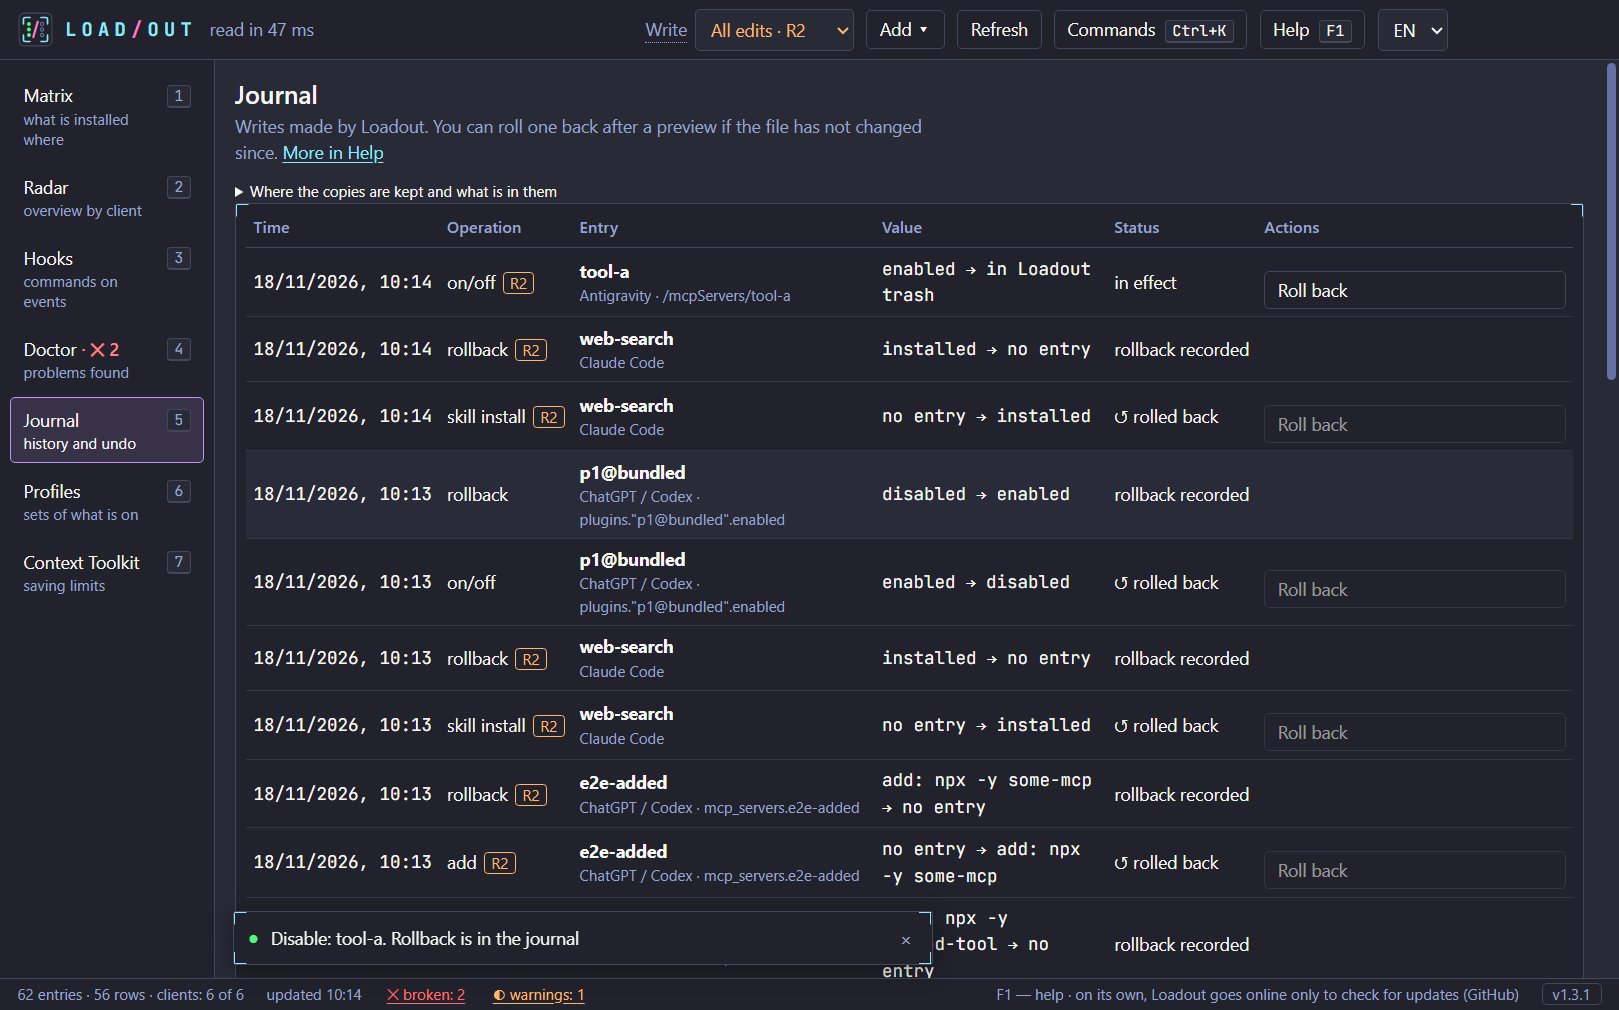 LOAD/OUT read in 47 ms Write All edits · R2 Add ▾ Refresh Commands Ctrl+K Help F1 EN
Matrix 1
what is installed
where
Radar 2
overview by client
Hooks 3
commands on
events
Doctor · ✕ 2 4
problems found
Journal 5
history and undo
Profiles 6
sets of what is on
Context Toolkit 7
saving limits
Journal
Writes made by Loadout. You can roll one back after a preview if the file has not changed
since. More in Help
▶ Where the copies are kept and what is in them
Time Operation Entry Value Status Actions
18/11/2026, 10:14 on/off R2 tool-a enabled → in Loadout in effect Roll back
Antigravity · /mcpServers/tool-a trash
18/11/2026, 10:14 rollback R2 web-search installed → no entry rollback recorded
Claude Code
18/11/2026, 10:14 skill install R2 web-search no entry → installed ↺ rolled back Roll back
Claude Code
18/11/2026, 10:13 rollback p1@bundled disabled → enabled rollback recorded
ChatGPT / Codex ·
plugins."p1@bundled".enabled
18/11/2026, 10:13 on/off p1@bundled enabled → disabled ↺ rolled back Roll back
ChatGPT / Codex ·
plugins."p1@bundled".enabled
18/11/2026, 10:13 rollback R2 web-search installed → no entry rollback recorded
Claude Code
18/11/2026, 10:13 skill install R2 web-search no entry → installed ↺ rolled back Roll back
Claude Code
18/11/2026, 10:13 rollback R2 e2e-added add: npx -y some-mcp rollback recorded
ChatGPT / Codex · mcp_servers.e2e-added → no entry
18/11/2026, 10:13 add R2 e2e-added no entry → add: npx ↺ rolled back Roll back
ChatGPT / Codex · mcp_servers.e2e-added -y some-mcp
npx -y
d-tool → no rollback recorded
entry
Disable: tool-a. Rollback is in the journal ×
62 entries · 56 rows · clients: 6 of 6 updated 10:14 ✕ broken: 2 ◐ warnings: 1 F1 — help · on its own, Loadout goes online only to check for updates (GitHub) v1.3.1